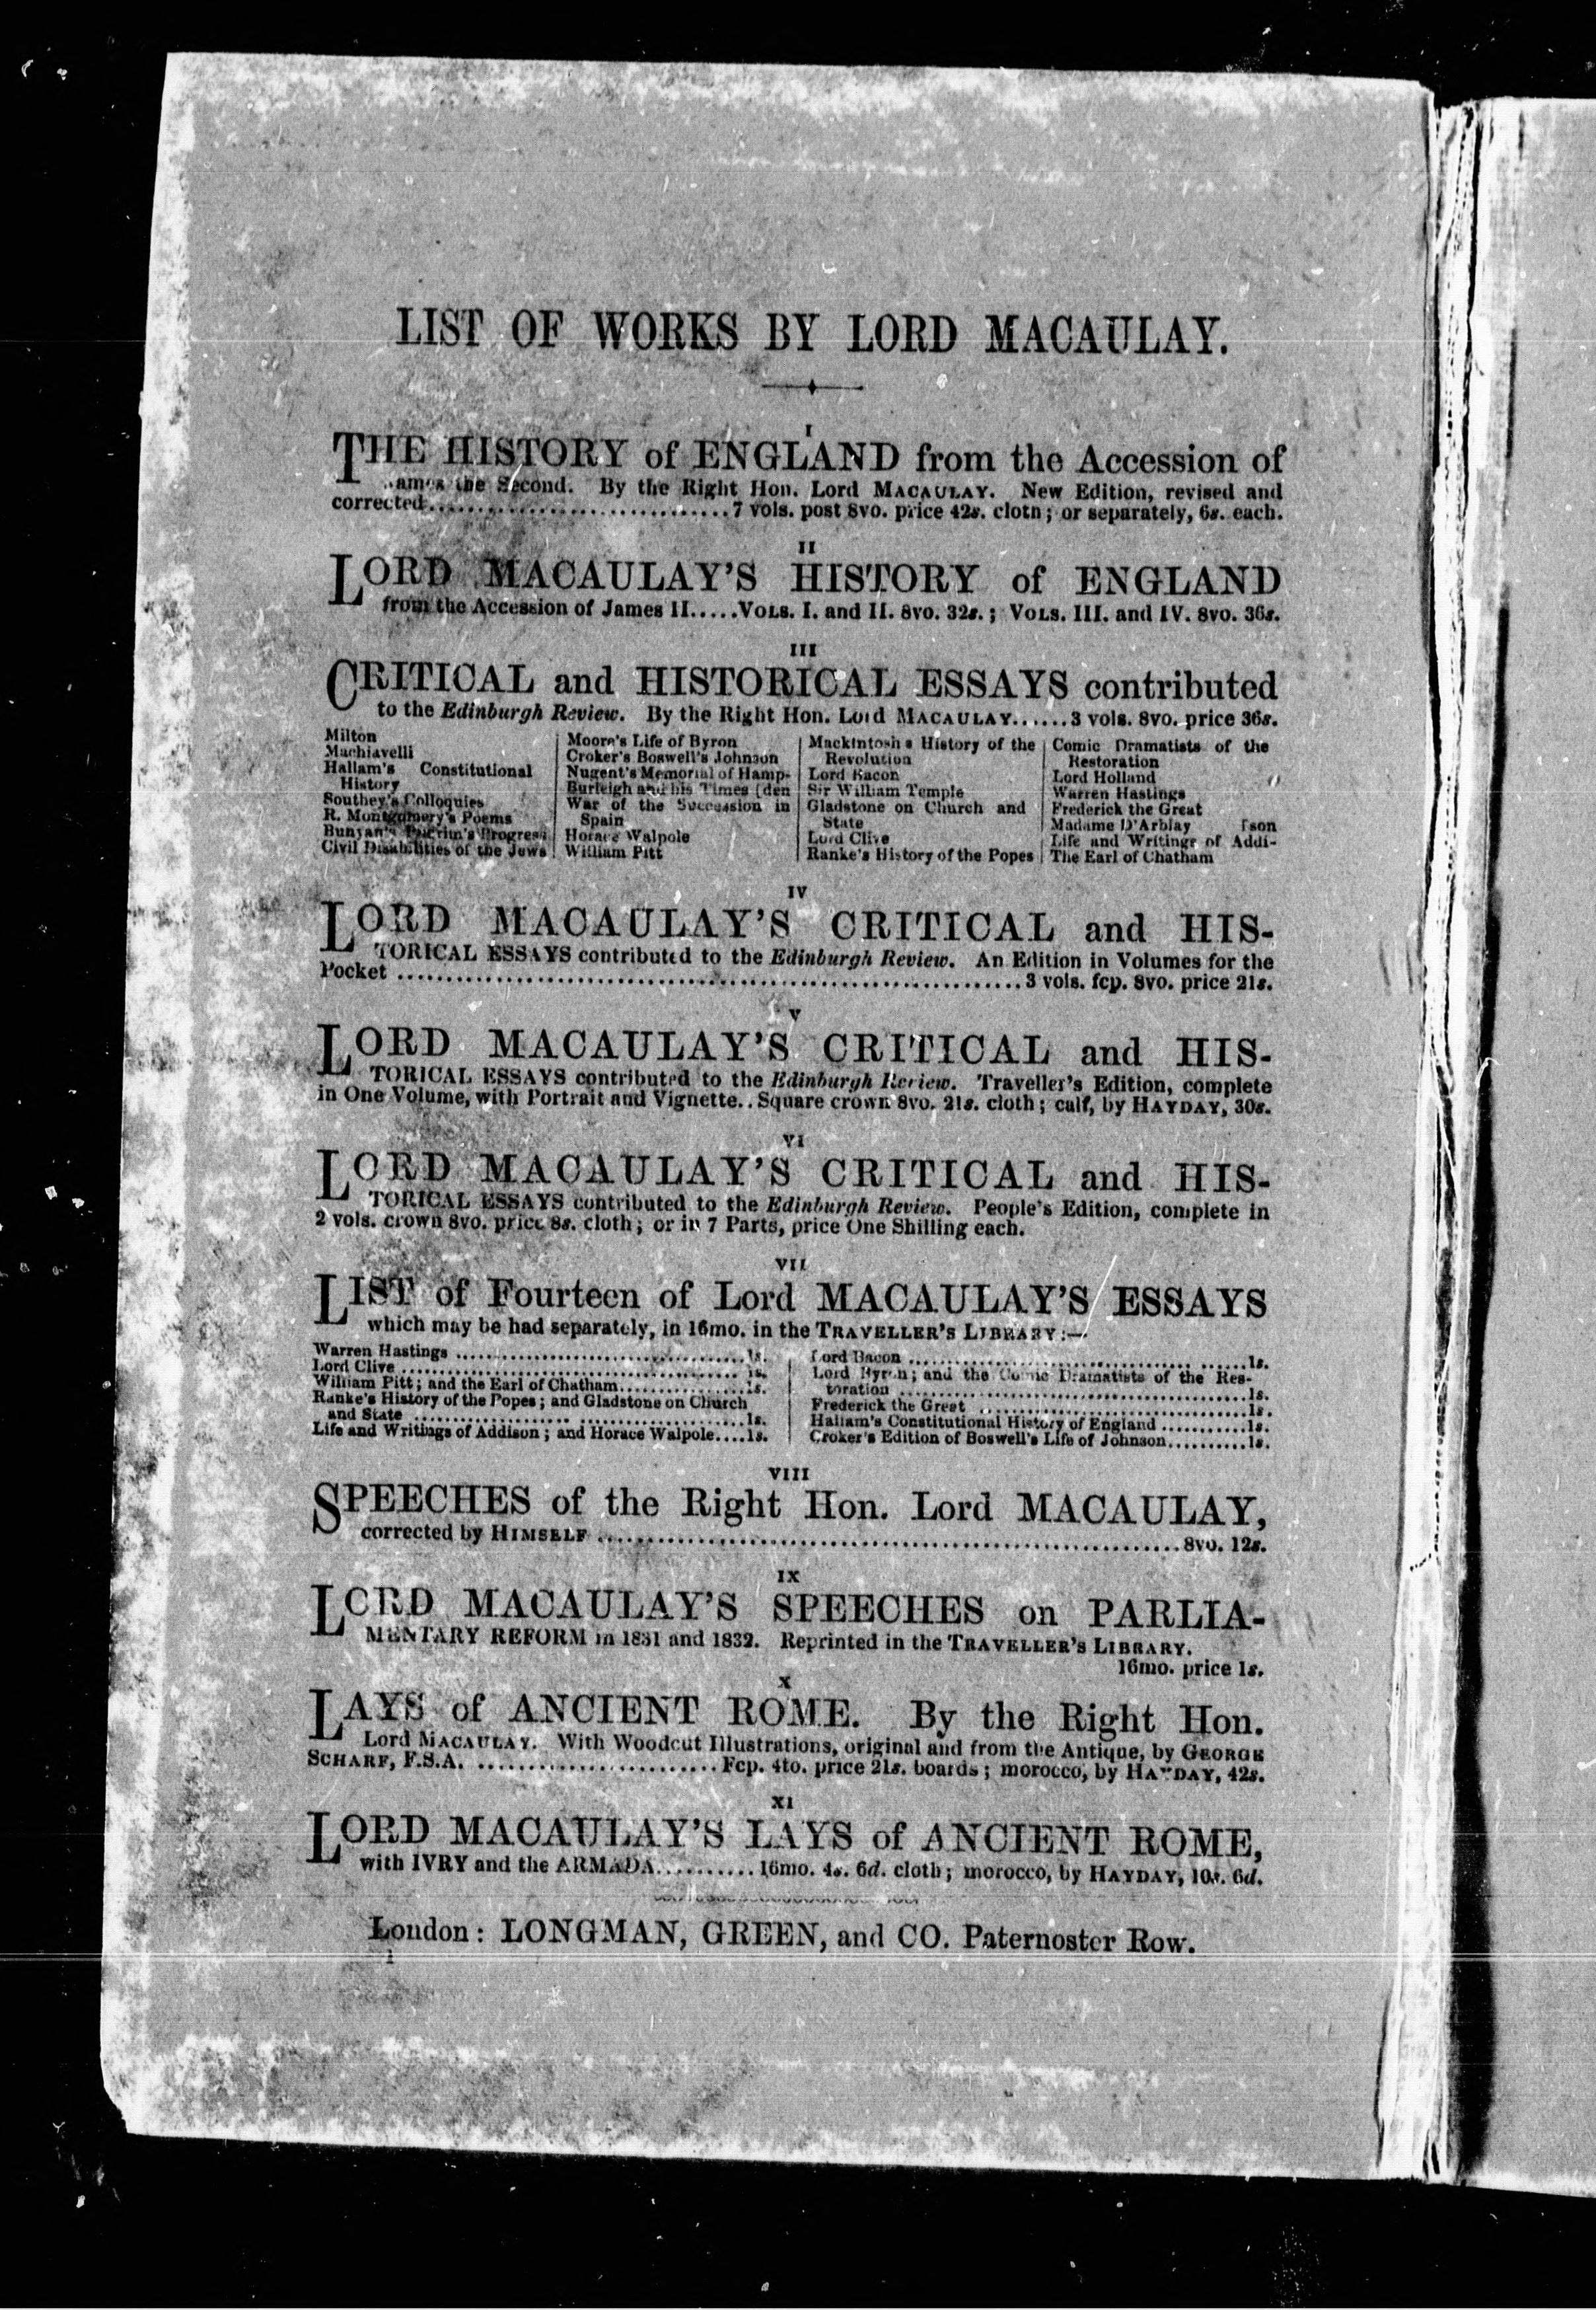 LIST OF WORKS BY LORD MACAULAY.
I
THE HISTORY of ENGLAND from the Accession of
James the Second. By the Right Hon. Lord MACAULAY. New Edition, revised and
corrected..............................7 vols. post 8vo. price 42s. cloth; or separately, 6s. each.
II
LORD MACAULAY'S HISTORY of ENGLAND
from the Accession of James II.....VOLS. I. and II. 8vo. 32s.; VOLS. III. and IV. 8vo. 36s.
III
CRITICAL and HISTORICAL ESSAYS contributed
to the Edinburgh Review. By the Right Hon. Lord MACAULAY......3 vols. 8vo. price 36s.
Milton
Machiavelli
Hallam's Constitutional
History
Southey's Colloquies
R. Montgomery's Poems
Bunyan's Pilgrim's Progress
Civil Disabilities of the Jews
Moore's Life of Byron
Croker's Boswell's Johnson
Nugent's Memorial of Hamp-
Burleigh and his Times [den
War of the Succession in
Spain
Horace Walpole
William Pitt
Mackintosh's History of the
Revolution
Lord Bacon
Sir William Temple
Gladstone on Church and
State
Lord Clive
Ranke's History of the Popes
Comic Dramatists of the
Restoration
Lord Holland
Warren Hastings
Frederick the Great
Madame D'Arblay [son
Life and Writings of Addi-
The Earl of Chatham
IV
LORD MACAULAY'S CRITICAL and HIS-
TORICAL ESSAYS contributed to the Edinburgh Review. An Edition in Volumes for the
Pocket ..............................................................3 vols. fcp. 8vo. price 21s.
V
LORD MACAULAY'S CRITICAL and HIS-
TORICAL ESSAYS contributed to the Edinburgh Review. Traveller's Edition, complete
in One Volume, with Portrait and Vignette..Square crown 8vo. 21s. cloth; calf, by HAYDAY, 30s.
VI
LORD MACAULAY'S CRITICAL and HIS-
TORICAL ESSAYS contributed to the Edinburgh Review. People's Edition, complete in
2 vols. crown 8vo. price 8s. cloth; or in 7 Parts, price One Shilling each.
VII
LIST of Fourteen of Lord MACAULAY'S ESSAYS
which may be had separately, in 16mo. in the TRAVELLER'S LIBRARY:—
Warren Hastings ..............................1s.
Lord Clive ....................................1s.
William Pitt; and the Earl of Chatham...............1s.
Ranke's History of the Popes; and Gladstone on Church
and State ....................................1s.
Life and Writings of Addison; and Horace Walpole....1s.
Lord Bacon ....................................1s.
Lord Byron; and the Comic Dramatists of the Res-
toration ....................................1s.
Frederick the Great ..............................1s.
Hallam's Constitutional History of England ...........1s.
Croker's Edition of Boswell's Life of Johnson..........1s.
VIII
SPEECHES of the Right Hon. Lord MACAULAY,
corrected by HIMSELF ............................................................8vo. 12s.
IX
LORD MACAULAY'S SPEECHES on PARLIA-
MENTARY REFORM in 1831 and 1832. Reprinted in the TRAVELLER'S LIBRARY.
16mo. price 1s.
X
LAYS of ANCIENT ROME. By the Right Hon.
Lord MACAULAY. With Woodcut Illustrations, original and from the Antique, by GEORGE
SCHARF, F.S.A. ........................Fcp. 4to. price 21s. boards; morocco, by HAYDAY, 42s.
XI
LORD MACAULAY'S LAYS of ANCIENT ROME,
with IVRY and the ARMADA..........16mo. 4s. 6d. cloth; morocco, by HAYDAY, 10s. 6d.
London: LONGMAN, GREEN, and CO. Paternoster Row.
1